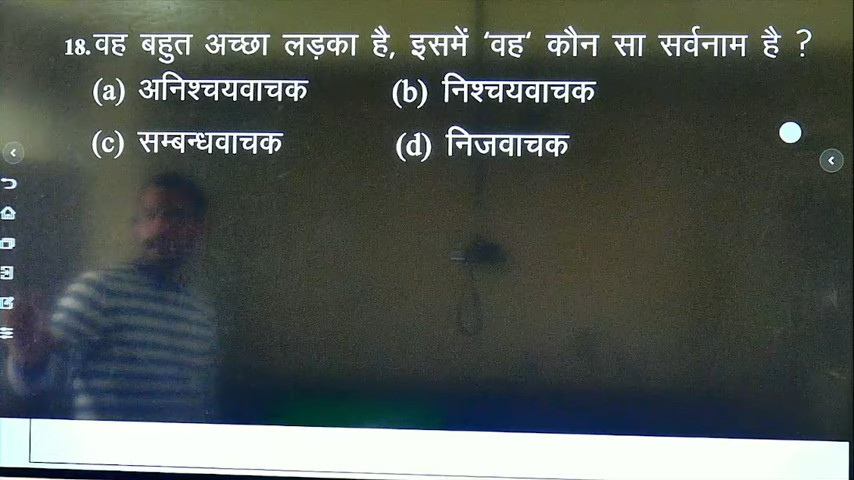 18. वह बहुत अच्छा लड़का है, इसमें 'वह' कौन सा सर्वनाम है ?
(a) अनिश्चयवाचक (b) निश्चयवाचक
(c) सम्बन्धवाचक (d) निजवाचक